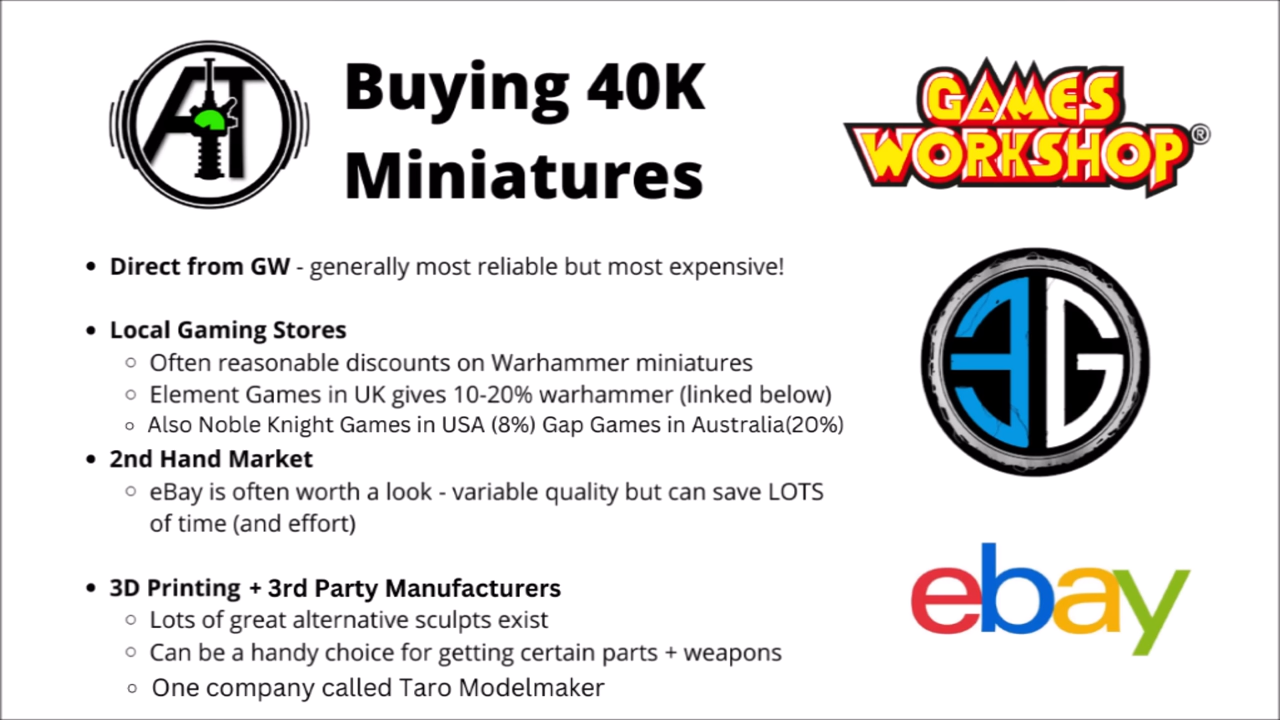 AT
Buying 40K
Miniatures
GAMES
WORKSHOP®
• Direct from GW - generally most reliable but most expensive!
• Local Gaming Stores
○ Often reasonable discounts on Warhammer miniatures
○ Element Games in UK gives 10-20% warhammer (linked below)
○ Also Noble Knight Games in USA (8%) Gap Games in Australia(20%)
• 2nd Hand Market
○ eBay is often worth a look - variable quality but can save LOTS
of time (and effort)
• 3D Printing + 3rd Party Manufacturers
○ Lots of great alternative sculpts exist
○ Can be a handy choice for getting certain parts + weapons
○ One company called Taro Modelmaker
EG
ebay